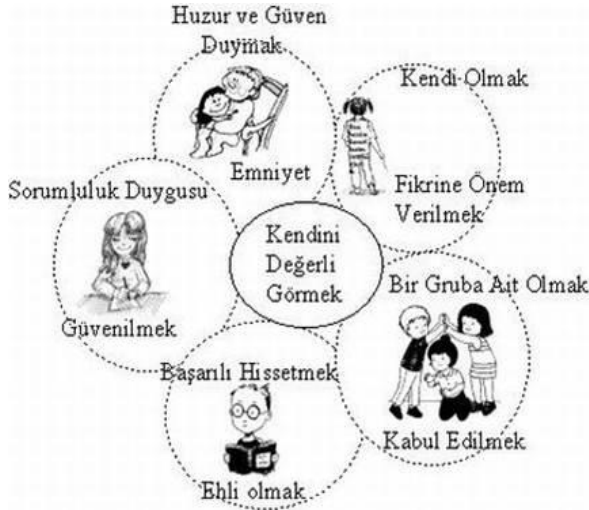 Huzur ve Güven
Duymak
Emniyet
Kendi Olmak
Fikrine Önem
Verilmek
Sorumluluk Duygusu
Güvenilmek
Kendini
Değerli
Görmek
Bir Gruba Ait Olmak
Kabul Edilmek
Başarılı Hissetmek
Ehli olmak